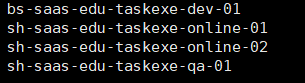 bs-saas-edu-taskexe-dev-01
sh-saas-edu-taskexe-online-01
sh-saas-edu-taskexe-online-02
sh-saas-edu-taskexe-qa-01